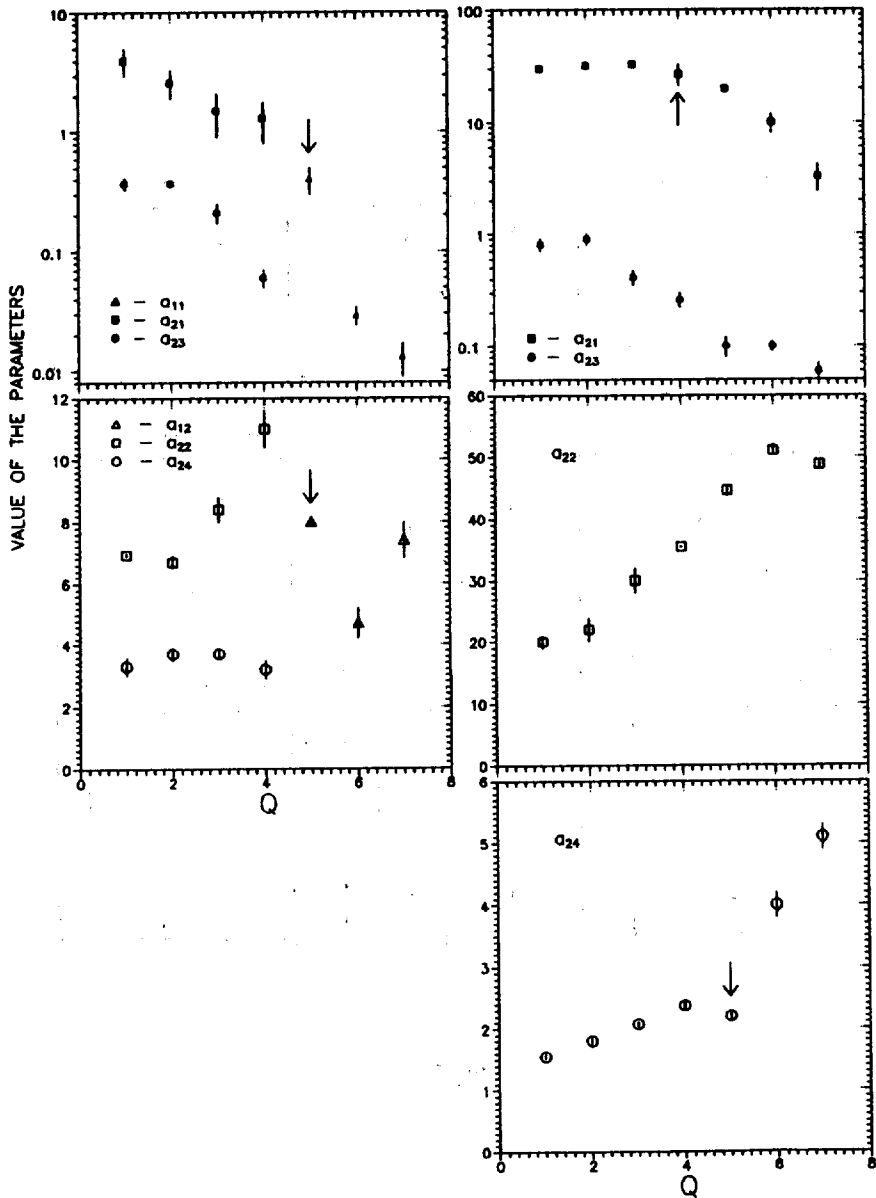 VALUE OF THE PARAMETERS
10
1
0.1
0.01
▲ – a11
■ – a21
● – a23
100
10
1
0.1
■ – a21
● – a23
12
10
8
6
4
2
0
△ – a12
□ – a22
○ – a24
0 2 4 6 8
Q
60
50
40
30
20
10
0
a22
6
5
4
3
2
1
0
a24
0 2 4 6 8
Q